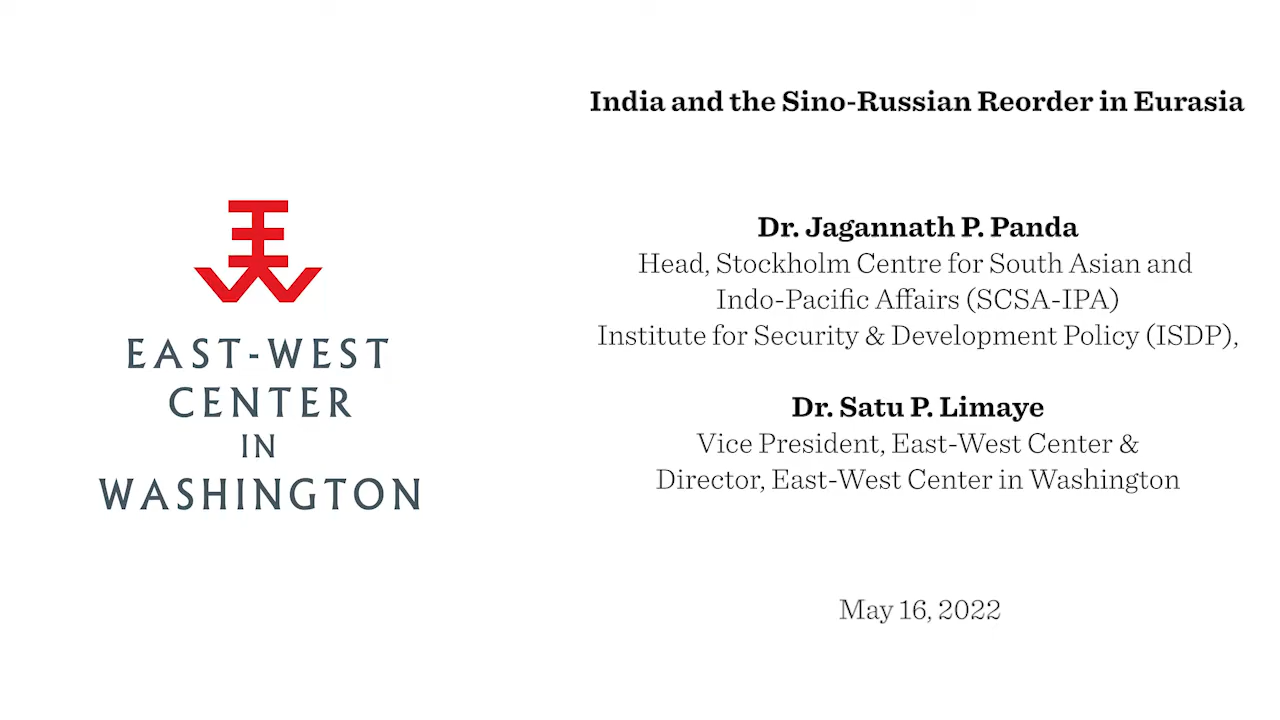 EAST-WEST
CENTER
IN
WASHINGTON
India and the Sino-Russian Reorder in Eurasia
Dr. Jagannath P. Panda
Head, Stockholm Centre for South Asian and
Indo-Pacific Affairs (SCSA-IPA)
Institute for Security & Development Policy (ISDP),
Dr. Satu P. Limaye
Vice President, East-West Center &
Director, East-West Center in Washington
May 16, 2022